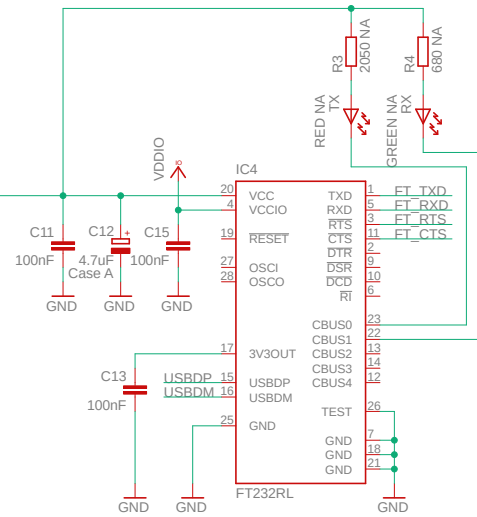 R3
2050 NA
R4
680 NA
RED NA
TX
GREEN NA
RX
VDDIO
IO
IC4
20 VCC TXD 1 FT_TXD
4 VCCIO RXD 5 FT_RXD
RTS 3 FT_RTS
19 RESET CTS 11 FT_CTS
DTR 2
27 OSCI DSR 9
28 OSCO DCD 10
RI 6
C11
100nF
C12
+
4.7uF
Case A
C15
100nF
GND GND GND
CBUS0 23
CBUS1 22
17 3V3OUT CBUS2 13
CBUS3 14
USBDP 15 USBDP CBUS4 12
USBDM 16 USBDM
C13
100nF
TEST 26
25 GND
GND 7
GND 18
GND 21
FT232RL
GND GND GND